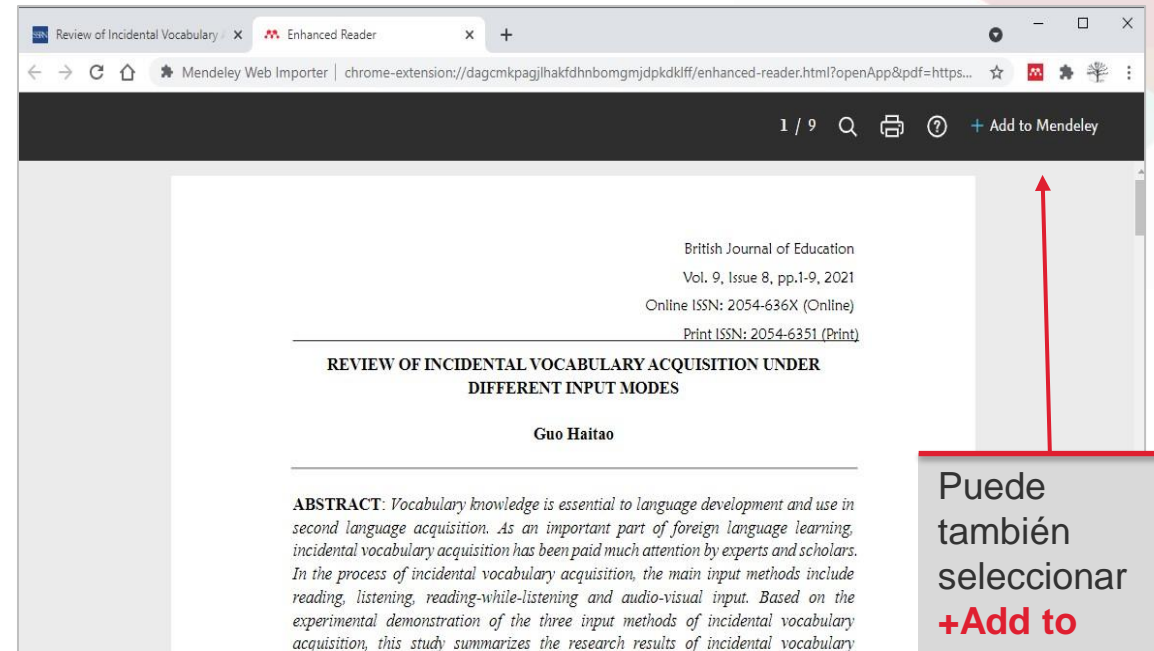 SSRN Review of Incidental Vocabulary Enhanced Reader
Mendeley Web Importer | chrome-extension://dagcmkpagjlhakfdhnbomgmjdpkdklff/enhanced-reader.html?openApp&pdf=https...
1 / 9 + Add to Mendeley
British Journal of Education
Vol. 9, Issue 8, pp.1-9, 2021
Online ISSN: 2054-636X (Online)
Print ISSN: 2054-6351 (Print)
REVIEW OF INCIDENTAL VOCABULARY ACQUISITION UNDER
DIFFERENT INPUT MODES
Guo Haitao
ABSTRACT: Vocabulary knowledge is essential to language development and use in
second language acquisition. As an important part of foreign language learning,
incidental vocabulary acquisition has been paid much attention by experts and scholars.
In the process of incidental vocabulary acquisition, the main input methods include
reading, listening, reading-while-listening and audio-visual input. Based on the
experimental demonstration of the three input methods of incidental vocabulary
acquisition, this study summarizes the research results of incidental vocabulary
Puede
también
seleccionar
+Add to